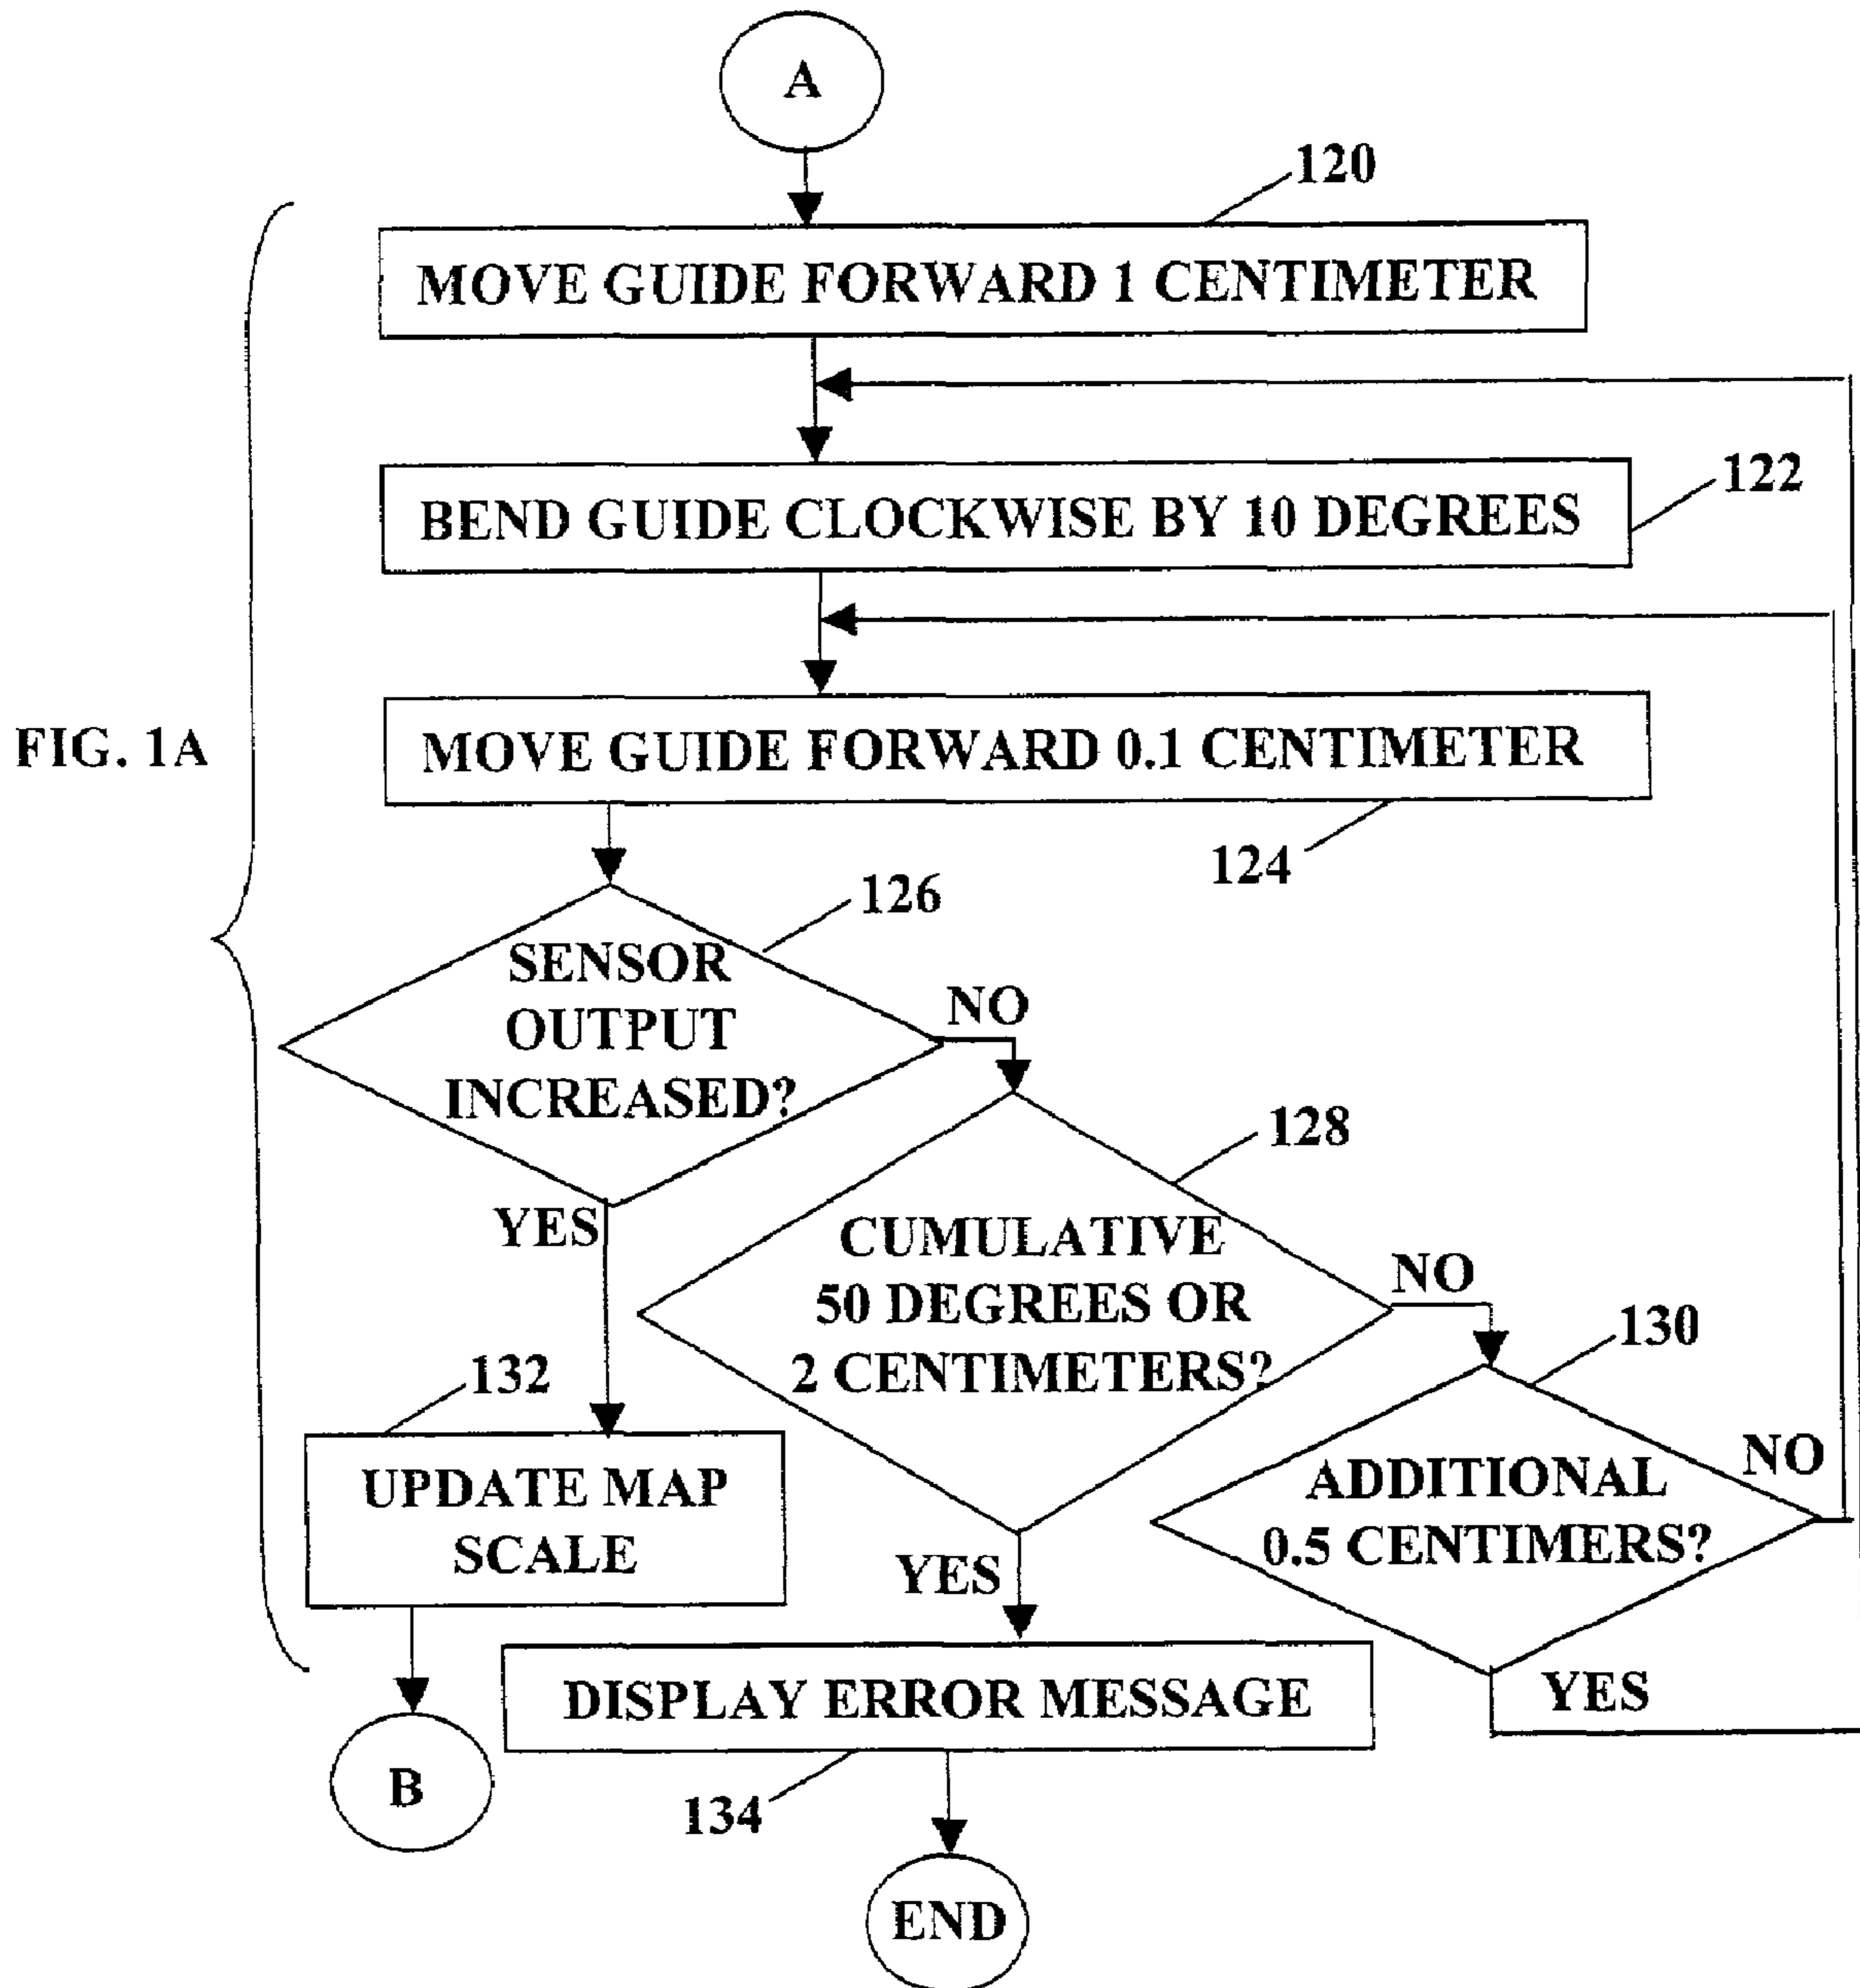 A
120
MOVE GUIDE FORWARD 1 CENTIMETER
BEND GUIDE CLOCKWISE BY 10 DEGREES
122
FIG. 1A
MOVE GUIDE FORWARD 0.1 CENTIMETER
124
126
SENSOR
OUTPUT
INCREASED?
NO
YES
128
CUMULATIVE
50 DEGREES OR
2 CENTIMETERS?
NO
130
ADDITIONAL
0.5 CENTIMERS?
NO
YES
132
UPDATE MAP
SCALE
YES
DISPLAY ERROR MESSAGE
134
B
END